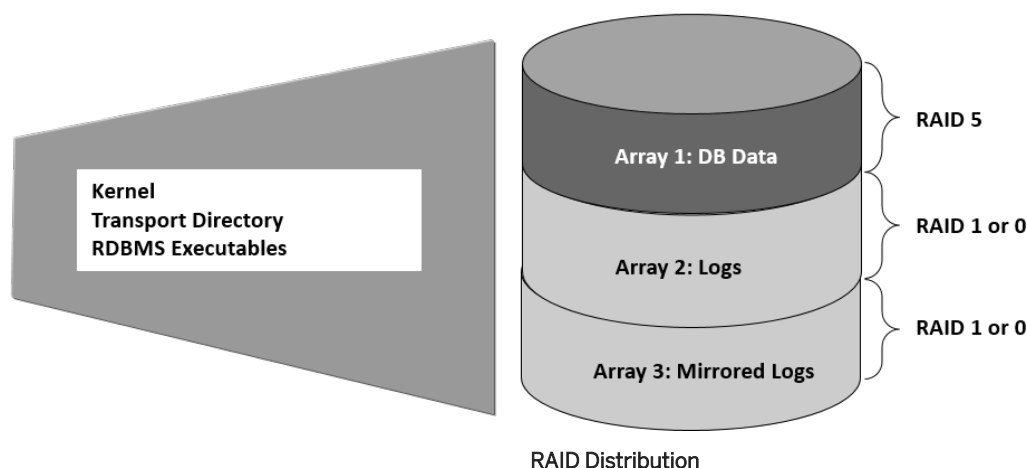 Kernel
Transport Directory
RDBMS Executables
Array 1: DB Data
RAID 5
Array 2: Logs
RAID 1 or 0
Array 3: Mirrored Logs
RAID 1 or 0
RAID Distribution